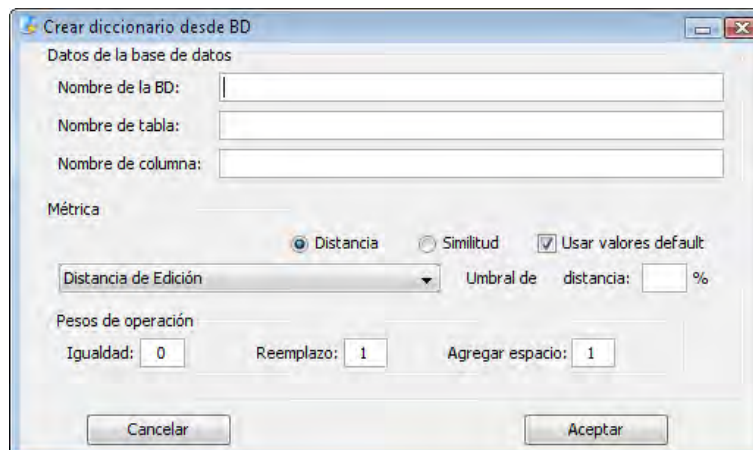 Crear diccionario desde BD
Datos de la base de datos
Nombre de la BD:
Nombre de tabla:
Nombre de columna:
Métrica
Distancia Similitud Usar valores default
Distancia de Edición Umbral de distancia: %
Pesos de operación
Igualdad: 0 Reemplazo: 1 Agregar espacio: 1
Cancelar Aceptar